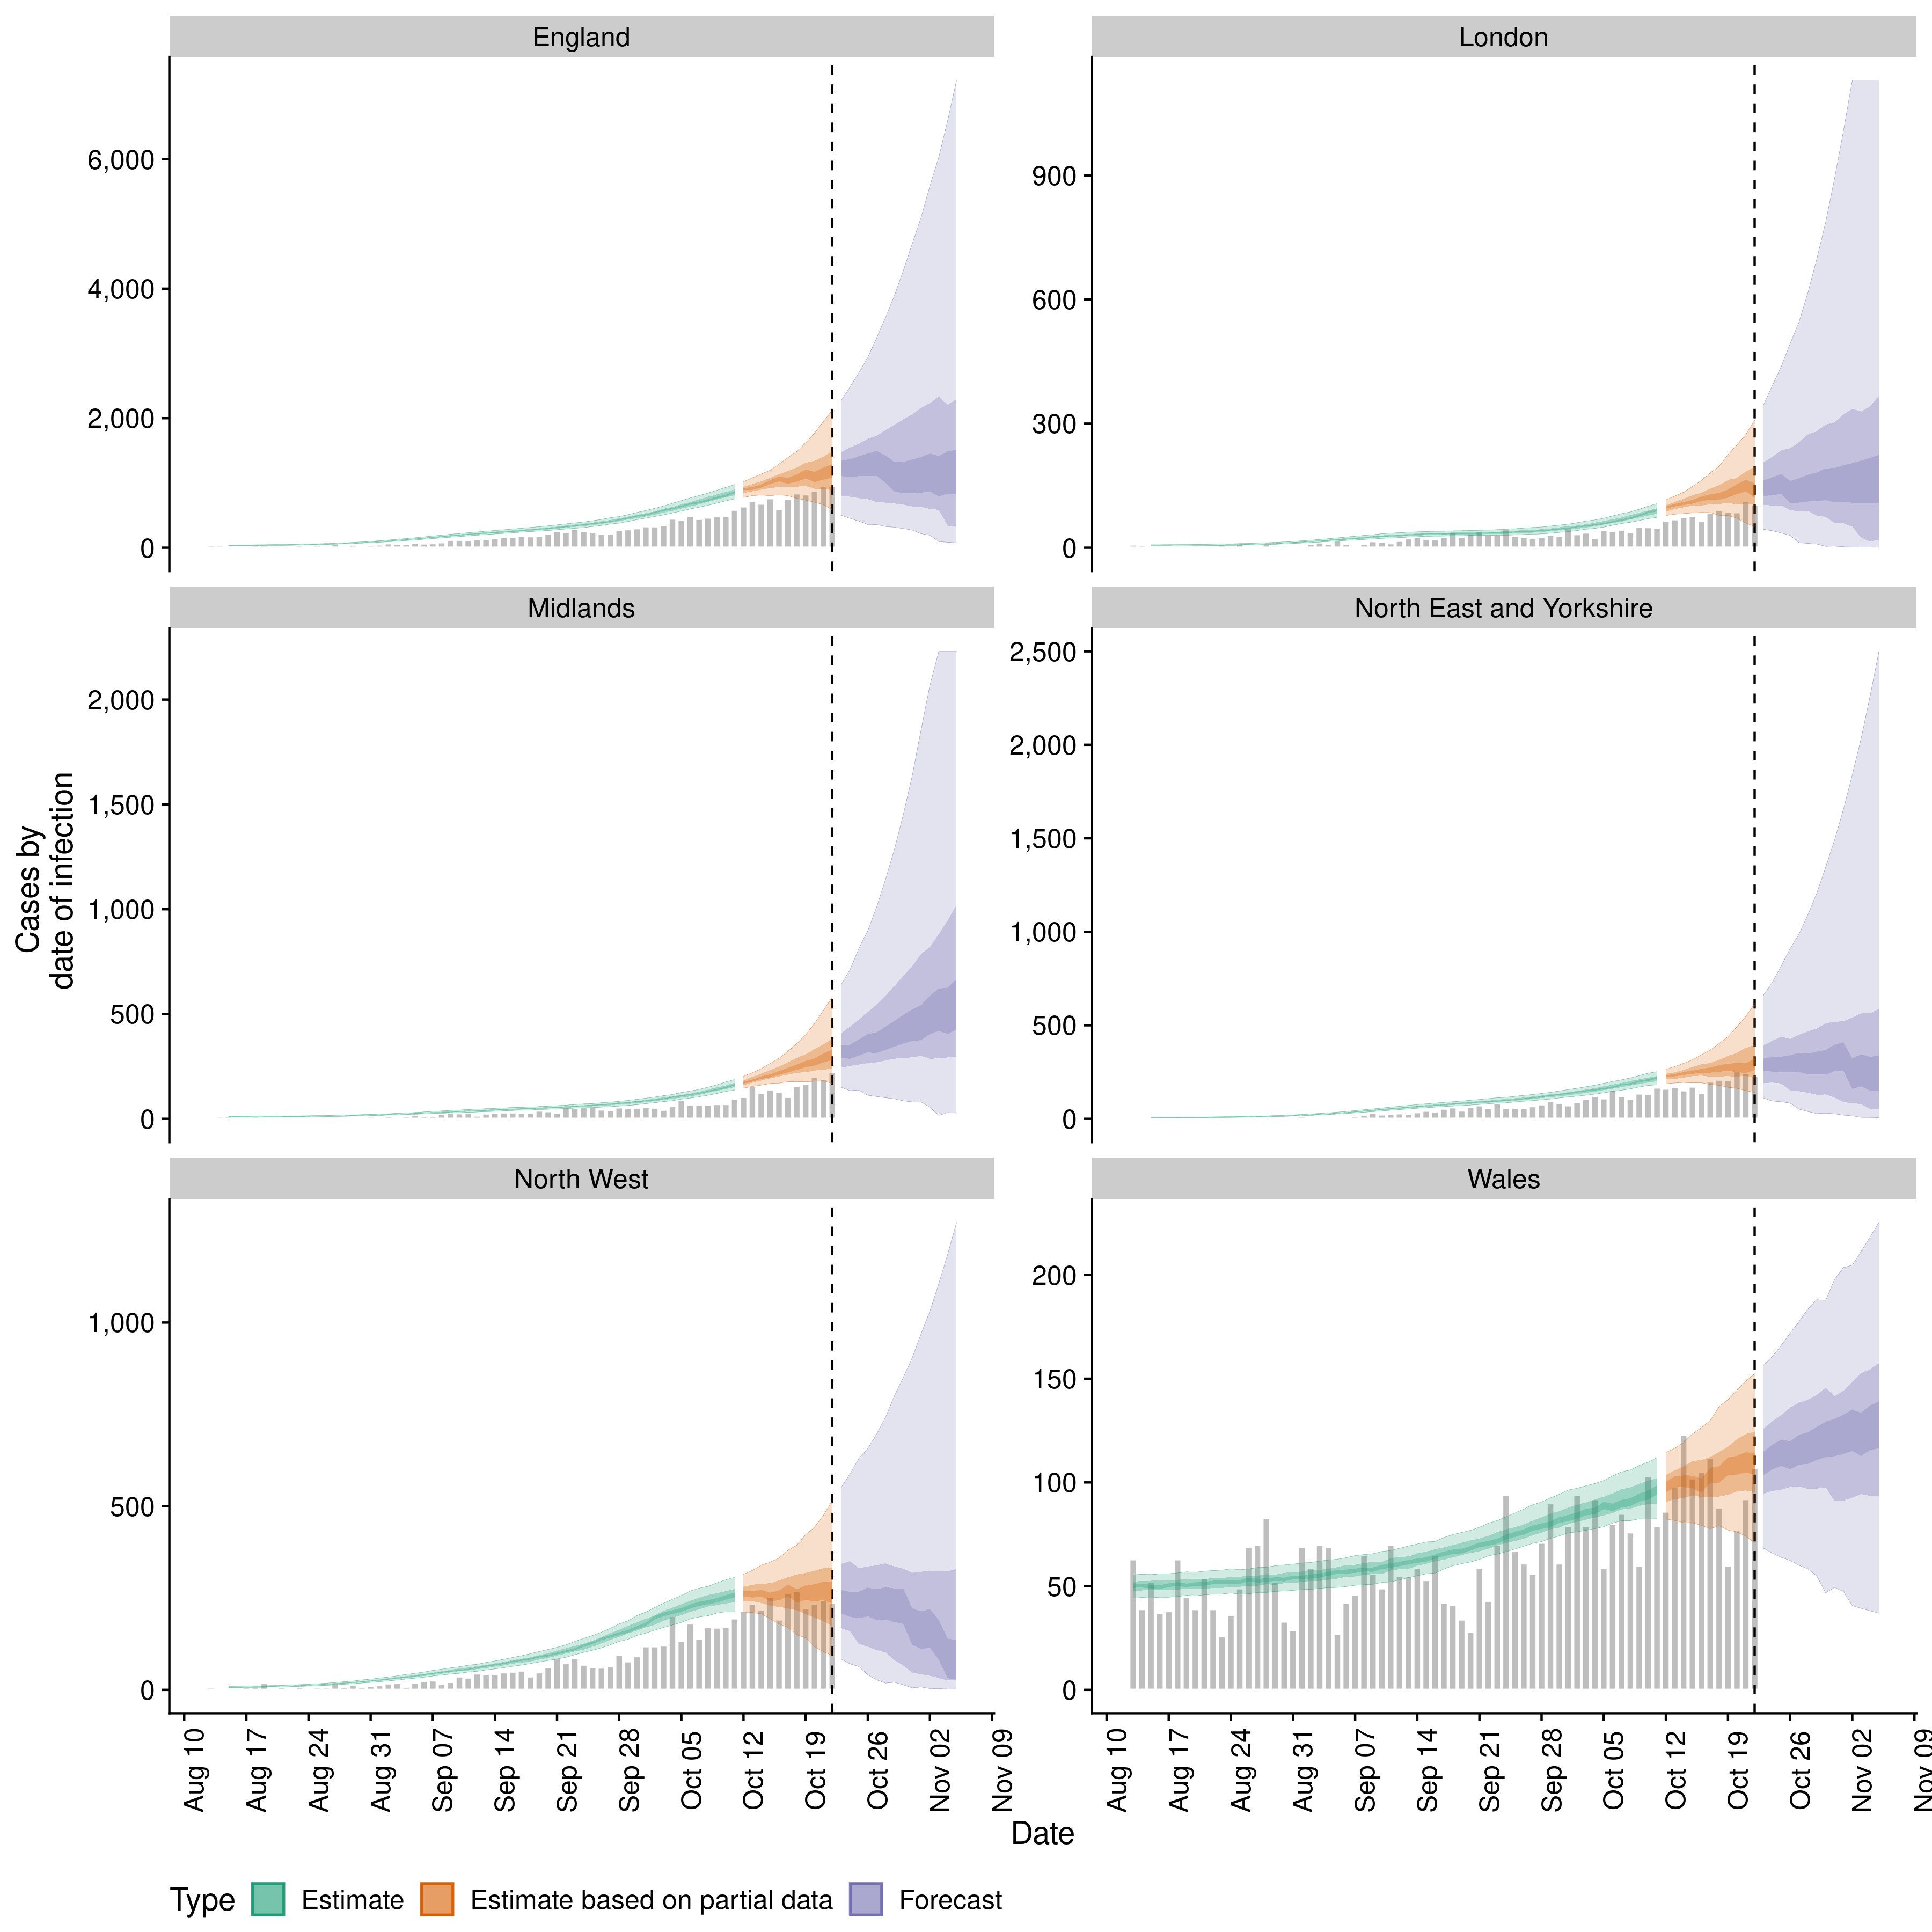 England
London
6,000
4,000
2,000
0
900
600
300
0
Midlands
North East and Yorkshire
2,000
1,500
1,000
500
0
2,500
2,000
1,500
1,000
500
0
Cases by
date of infection
North West
Wales
1,000
500
0
200
150
100
50
0
Aug 10
Aug 17
Aug 24
Aug 31
Sep 07
Sep 14
Sep 21
Sep 28
Oct 05
Oct 12
Oct 19
Oct 26
Nov 02
Nov 09
Aug 10
Aug 17
Aug 24
Aug 31
Sep 07
Sep 14
Sep 21
Sep 28
Oct 05
Oct 12
Oct 19
Oct 26
Nov 02
Nov 09
Date
Type Estimate Estimate based on partial data Forecast